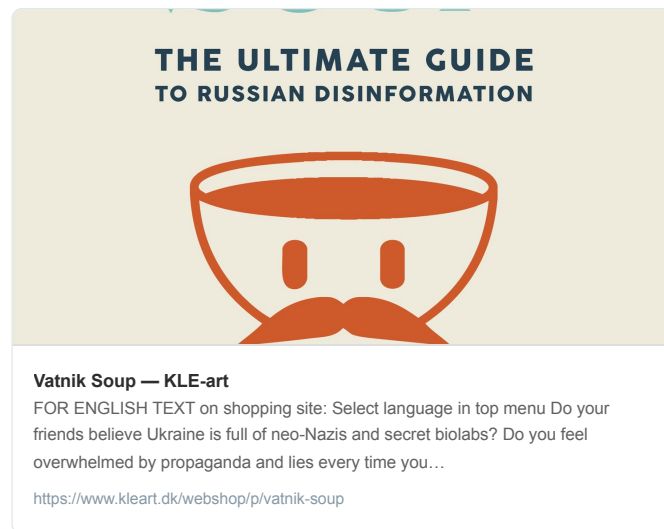 THE ULTIMATE GUIDE
TO RUSSIAN DISINFORMATION
Vatnik Soup — KLE-art
FOR ENGLISH TEXT on shopping site: Select language in top menu Do your
friends believe Ukraine is full of neo-Nazis and secret biolabs? Do you feel
overwhelmed by propaganda and lies every time you…
https://www.kleart.dk/webshop/p/vatnik-soup